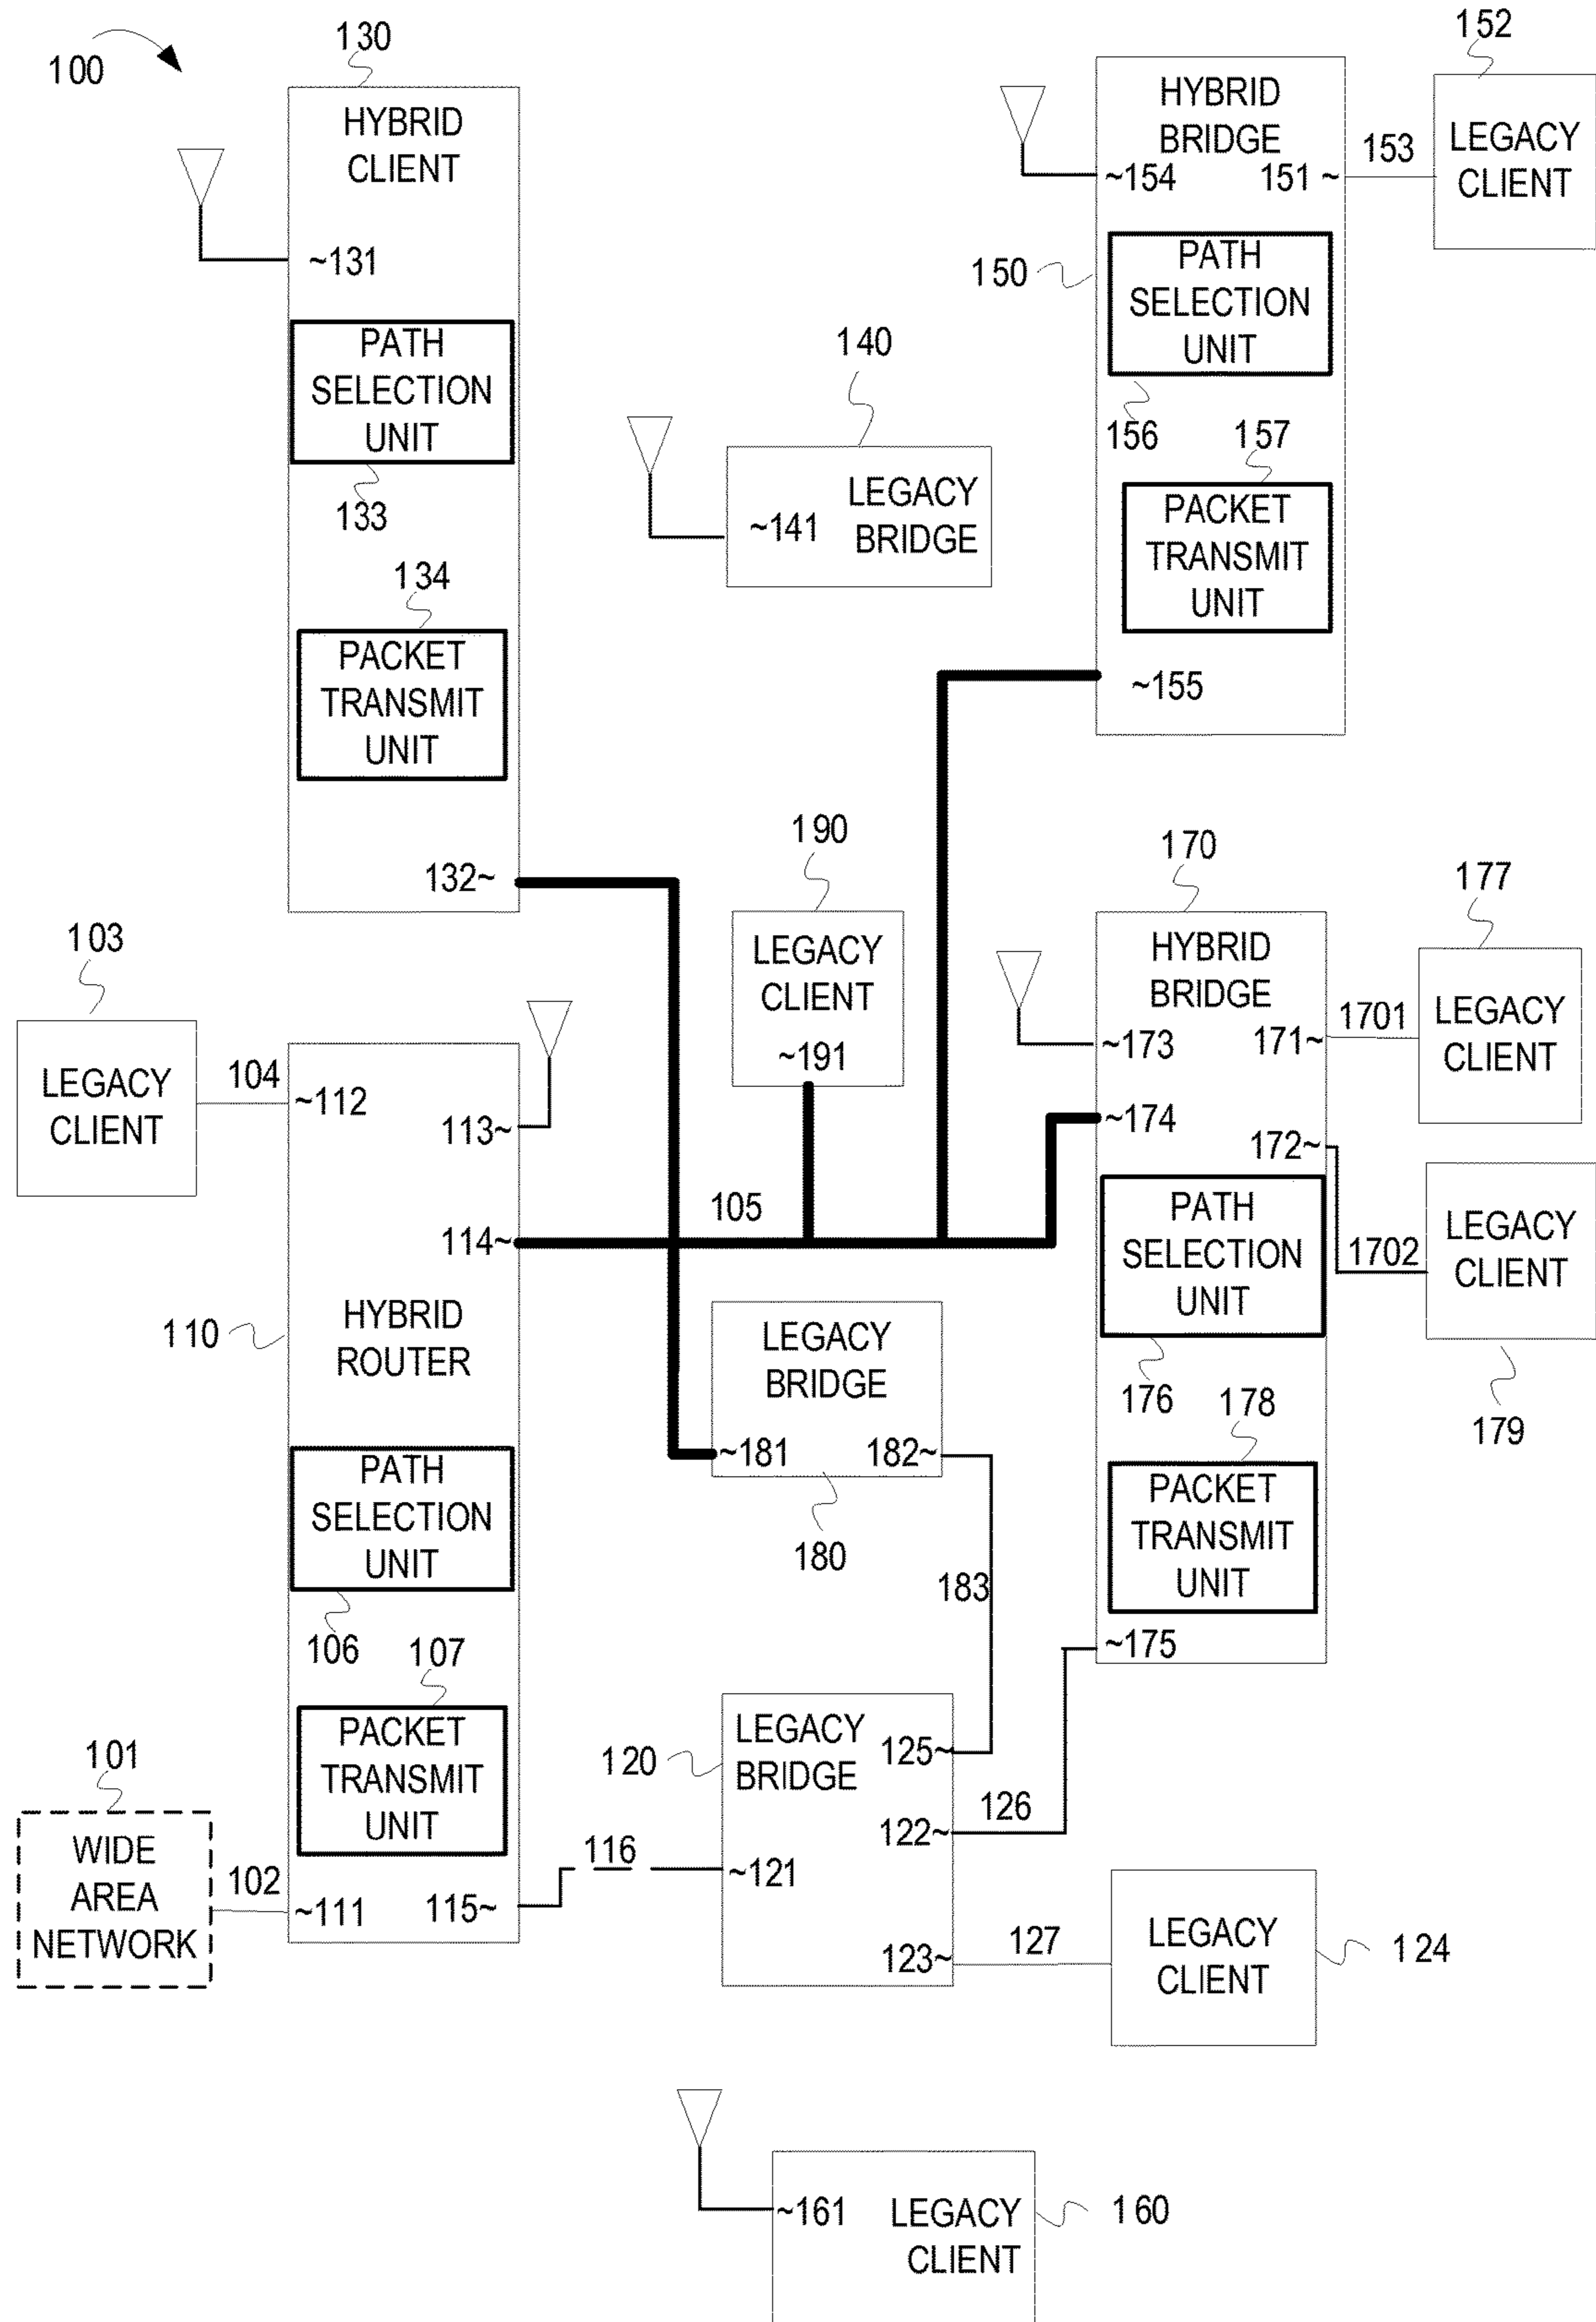 100
130
HYBRID
CLIENT
~131
PATH
SELECTION
UNIT
133
134
PACKET
TRANSMIT
UNIT
132~
140
~141
LEGACY
BRIDGE
HYBRID
BRIDGE
~154
151 ~
153
152
LEGACY
CLIENT
150
PATH
SELECTION
UNIT
156
157
PACKET
TRANSMIT
UNIT
~155
190
LEGACY
CLIENT
~191
103
LEGACY
CLIENT
104
~112
113~
114~
105
110
HYBRID
ROUTER
PATH
SELECTION
UNIT
106
107
PACKET
TRANSMIT
UNIT
101
WIDE
AREA
NETWORK
102
~111
115~
116
170
HYBRID
BRIDGE
~173
171~
1701
177
LEGACY
CLIENT
~174
172~
1702
LEGACY
CLIENT
179
PATH
SELECTION
UNIT
176
178
PACKET
TRANSMIT
UNIT
~175
LEGACY
BRIDGE
~181
182~
180
183
120
LEGACY
BRIDGE
125~
122~
126
~121
123~
127
LEGACY
CLIENT
124
~161
LEGACY
CLIENT
160